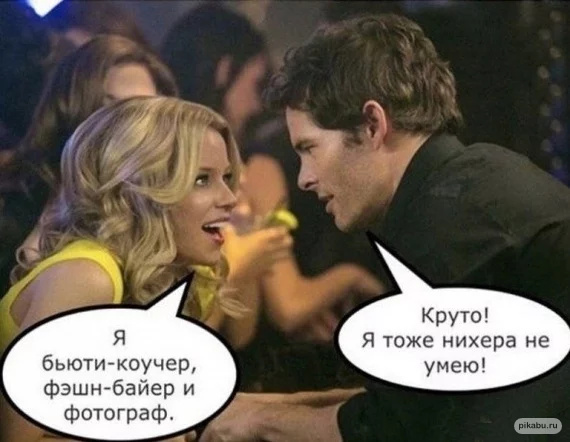 Я
бьюти-коучер,
фэшн-байер и
фотограф.
Круто!
Я тоже нихера не
умею!
pikabu.ru